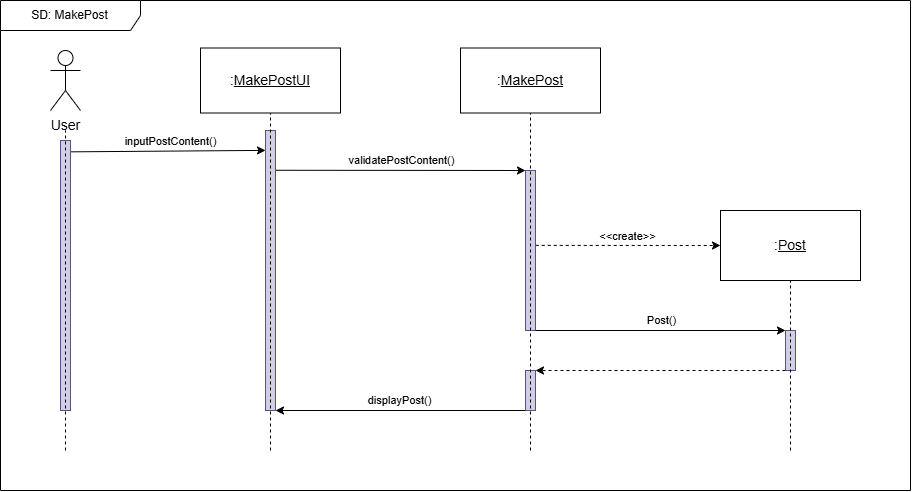 SD: MakePost
User
:MakePostUI
:MakePost
inputPostContent()
validatePostContent()
<<create>>
:Post
Post()
displayPost()